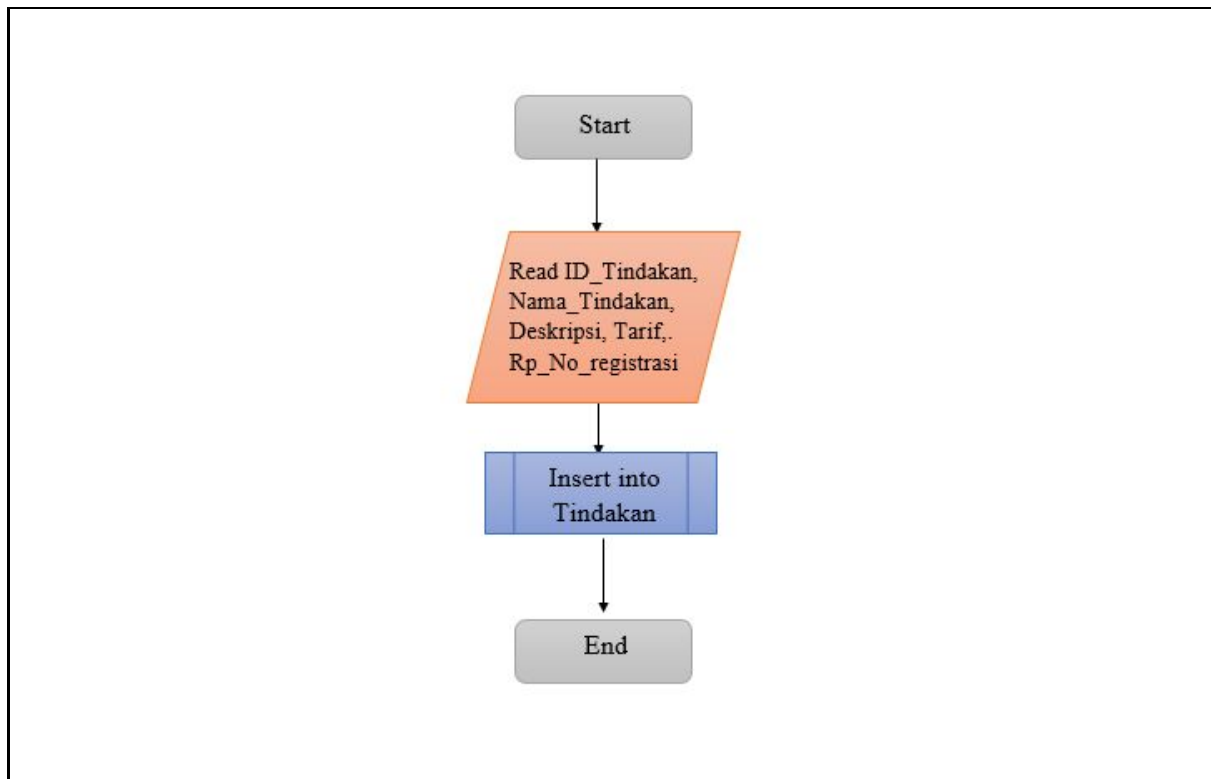 Start
Read ID_Tindakan,
Nama_Tindakan,
Deskripsi, Tarif,.
Rp_No_registrasi
Insert into
Tindakan
End